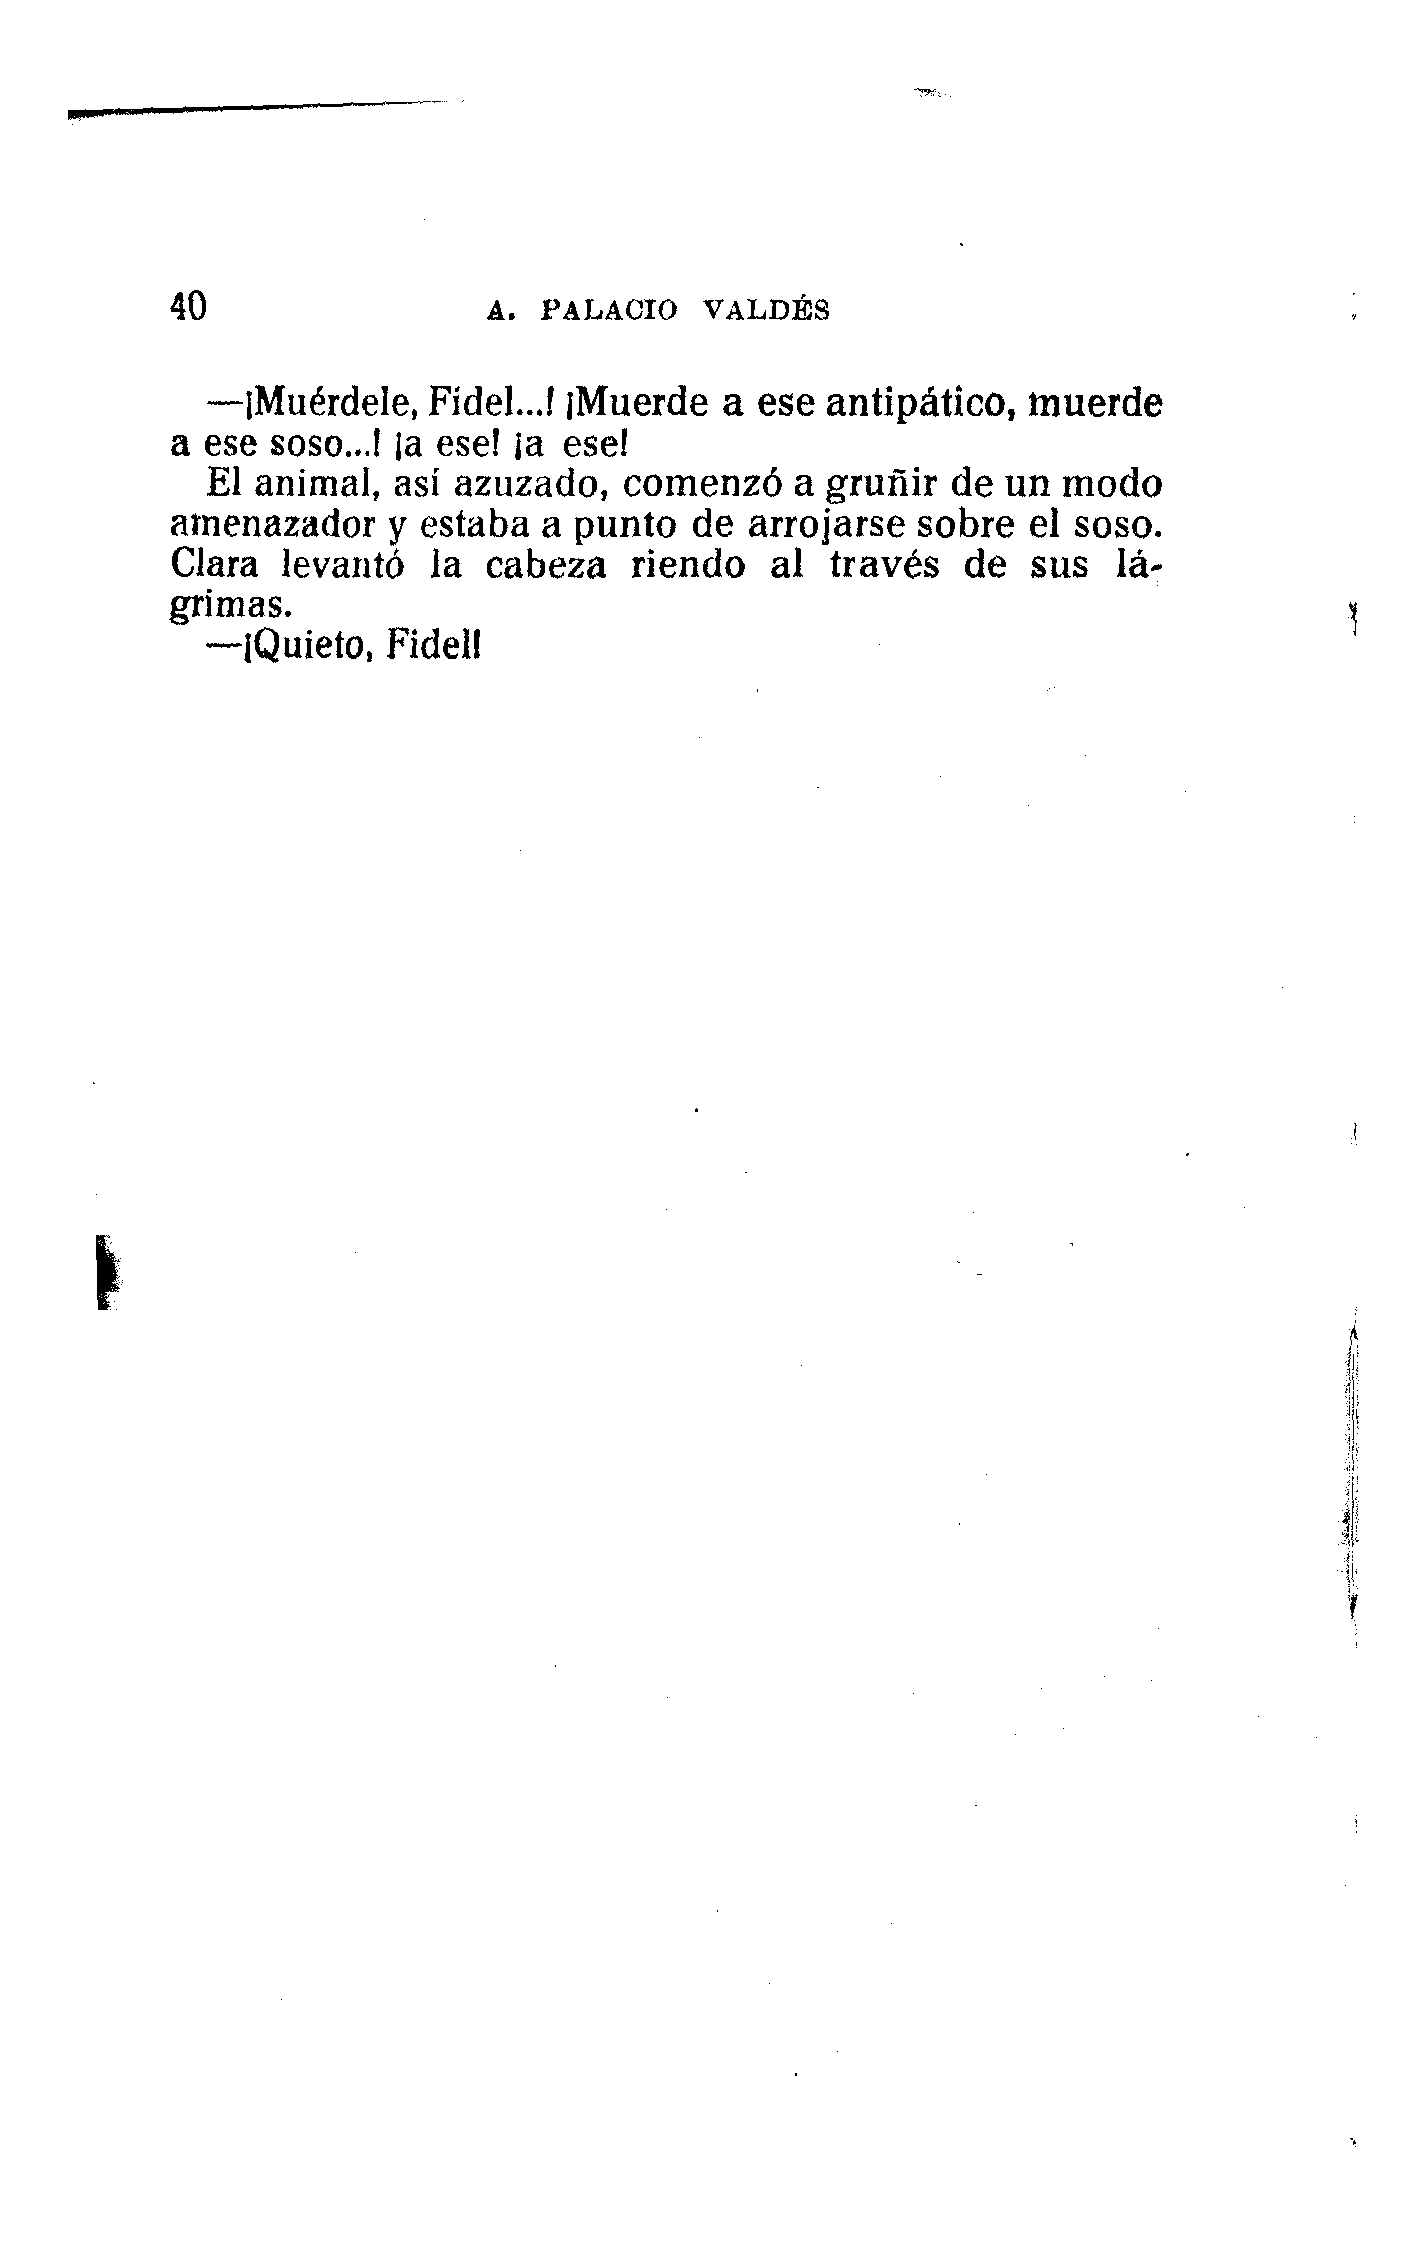 40 A. PALACIO VALDÉS
—¡Muérdele, Fidel...! ¡Muerde a ese antipático, muerde
a ese soso...! ¡a ese! ¡a ese!
El animal, así azuzado, comenzó a gruñir de un modo
amenazador y estaba a punto de arrojarse sobre el soso.
Clara levantó la cabeza riendo al través de sus lá-
grimas.
—¡Quieto, Fidel!